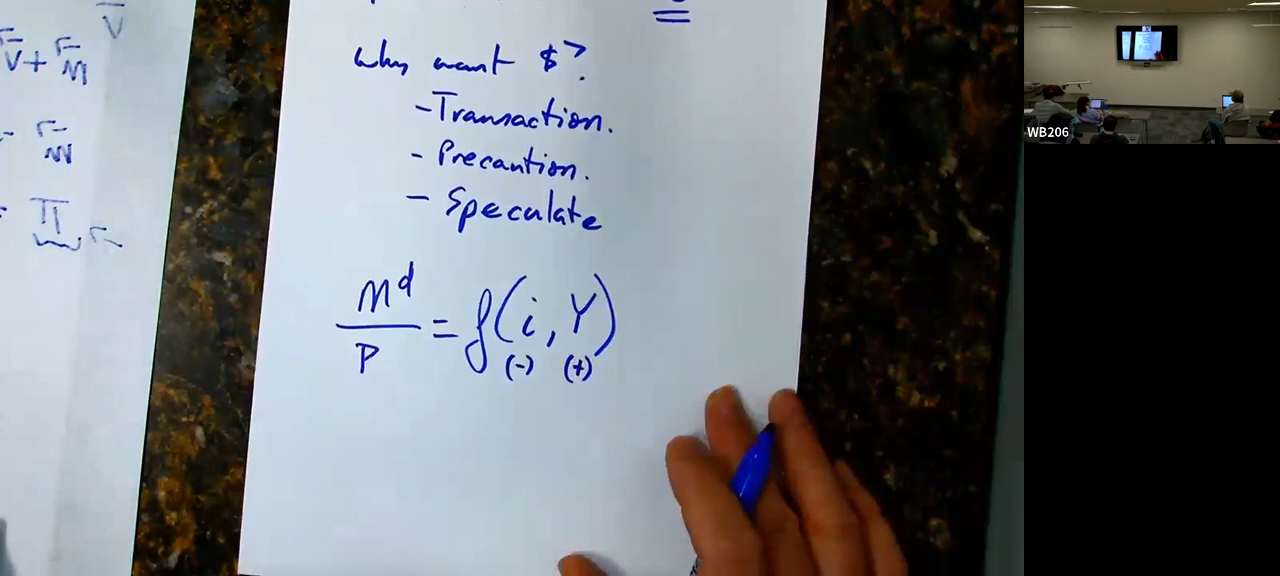 Why want $?
- Transaction.
- Precaution.
- Speculate
M^d
— = f(i, Y)
P (-) (+)
V
V + M
- M
π
WB206